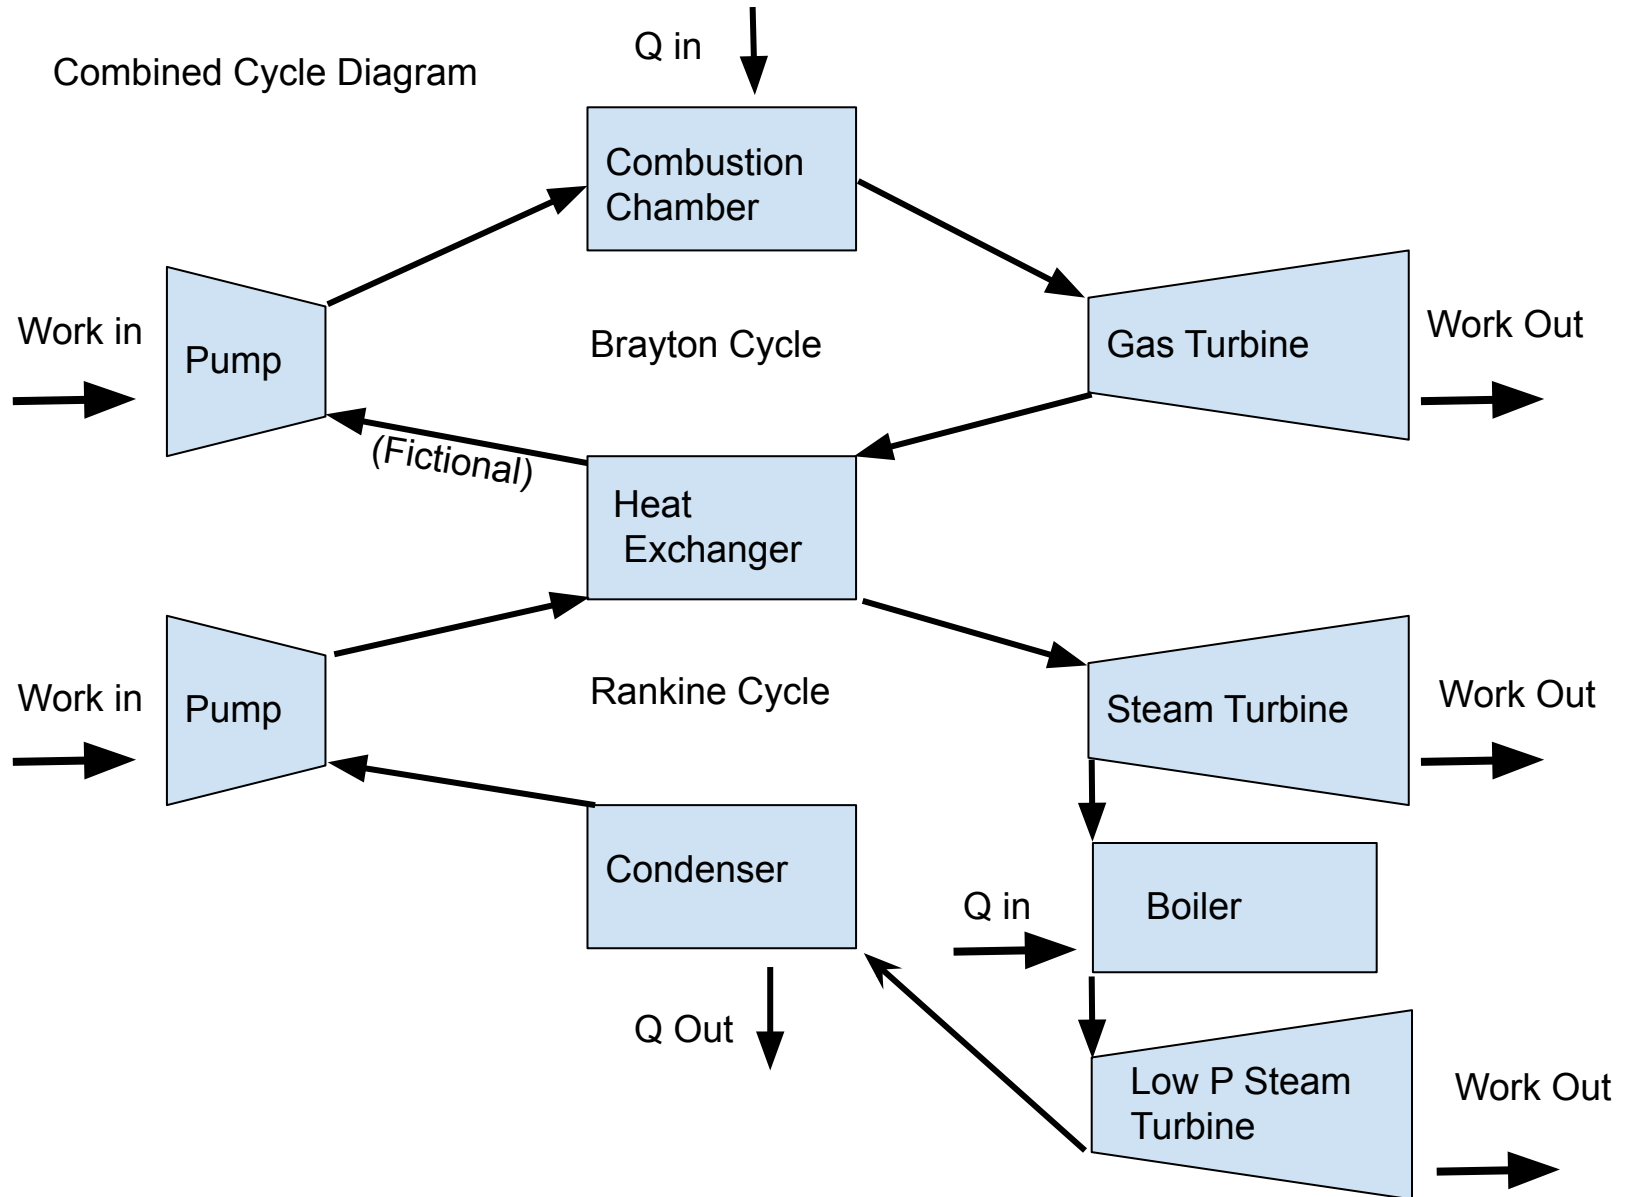 Combined Cycle Diagram
Q in
Combustion
Chamber
Work in
Pump
Brayton Cycle
Gas Turbine
Work Out
(Fictional)
Heat
Exchanger
Work in
Pump
Rankine Cycle
Steam Turbine
Work Out
Condenser
Q in
Boiler
Q Out
Low P Steam
Turbine
Work Out